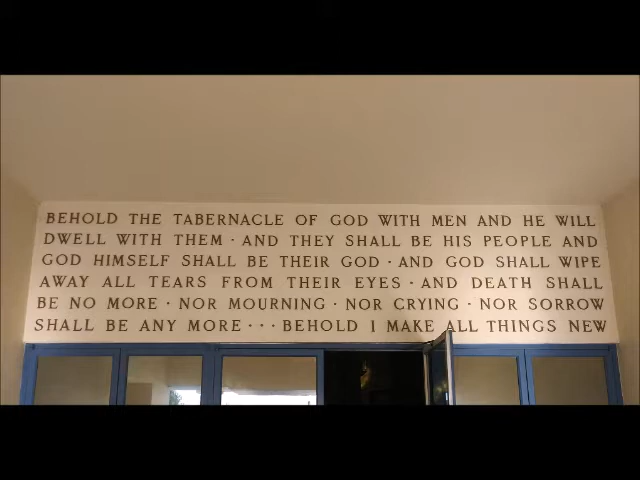 BEHOLD THE TABERNACLE OF GOD WITH MEN AND HE WILL
DWELL WITH THEM · AND THEY SHALL BE HIS PEOPLE AND
GOD HIMSELF SHALL BE THEIR GOD · AND GOD SHALL WIPE
AWAY ALL TEARS FROM THEIR EYES · AND DEATH SHALL
BE NO MORE · NOR MOURNING · NOR CRYING · NOR SORROW
SHALL BE ANY MORE · · · BEHOLD I MAKE ALL THINGS NEW